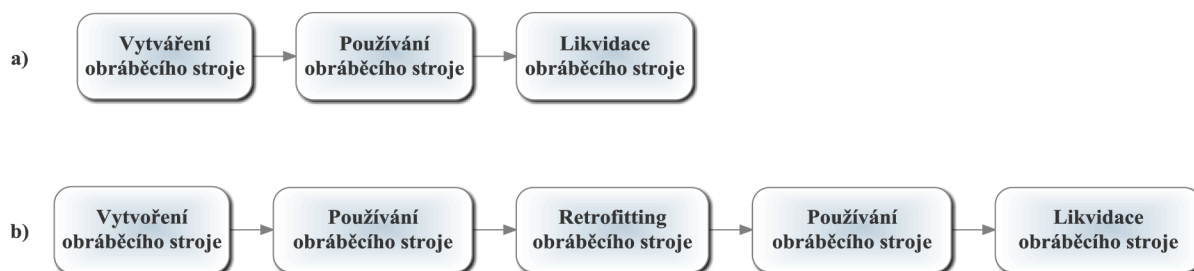 a)
Vytváření
obráběcího stroje
Používání
obráběcího stroje
Likvidace
obráběcího stroje
b)
Vytvoření
obráběcího stroje
Používání
obráběcího stroje
Retrofitting
obráběcího stroje
Používání
obráběcího stroje
Likvidace
obráběcího stroje